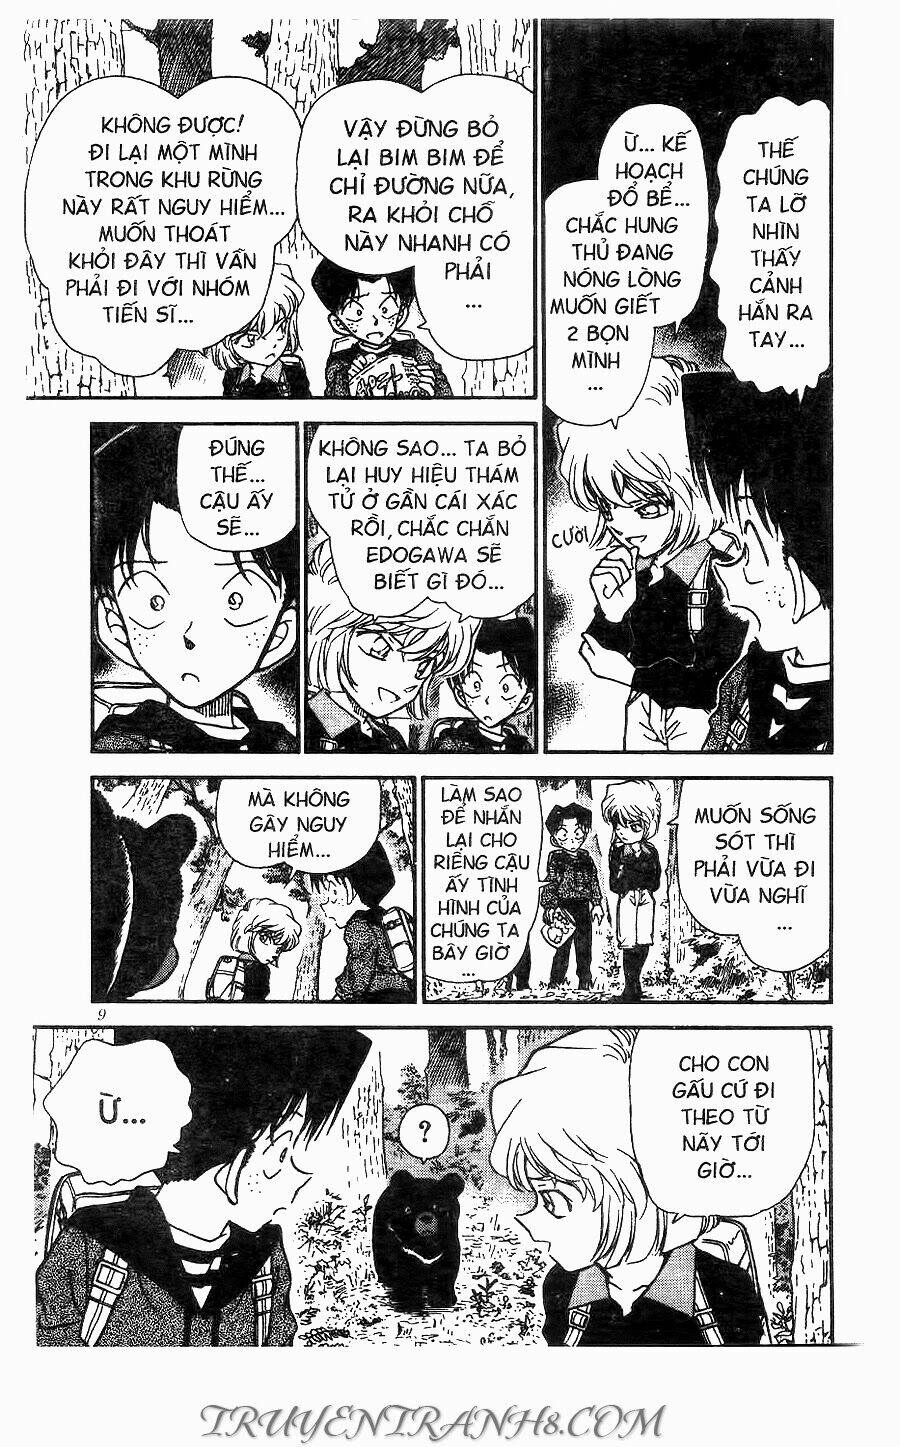 THẾ
CHÚNG
TA LỠ
NHÌN
THẤY
CẢNH
HẮN RA
TAY...
Ừ... KẾ
HOẠCH
ĐỔ BỂ...
CHẮC HUNG
THỦ ĐANG
NÓNG LÒNG
MUỐN GIẾT
2 BỌN
MÌNH
...
CƯỜI
VẬY ĐỪNG BỎ
LẠI BIM BIM ĐỂ
CHỈ ĐƯỜNG NỮA,
RA KHỎI CHỖ
NÀY NHANH CÓ
PHẢI
...
KHÔNG ĐƯỢC!
ĐI LẠI MỘT MÌNH
TRONG KHU RỪNG
NÀY RẤT NGUY HIỂM...
MUỐN THOÁT
KHỎI ĐÂY THÌ VẪN
PHẢI ĐI VỚI NHÓM
TIẾN SĨ...
KHÔNG SAO... TA BỎ
LẠI HUY HIỆU THÁM
TỬ Ở GẦN CÁI XÁC
RỒI, CHẮC CHẮN
EDOGAWA SẼ
BIẾT GÌ ĐÓ...
ĐÚNG
THẾ...
CẬU ẤY
SẼ...
MUỐN SỐNG
SÓT THÌ
PHẢI VỪA ĐI
VỪA NGHĨ
...
LÀM SAO
ĐỂ NHẮN
LẠI CHO
RIÊNG CẬU
ẤY TÌNH
HÌNH CỦA
CHÚNG TA
BÂY GIỜ
...
MÀ KHÔNG
GÂY NGUY
HIỂM...
9
CHO CON
GẤU CỨ ĐI
THEO TỪ
NÃY TỚI
GIỜ...
?
Ừ...
TRUYENTRANH8.COM